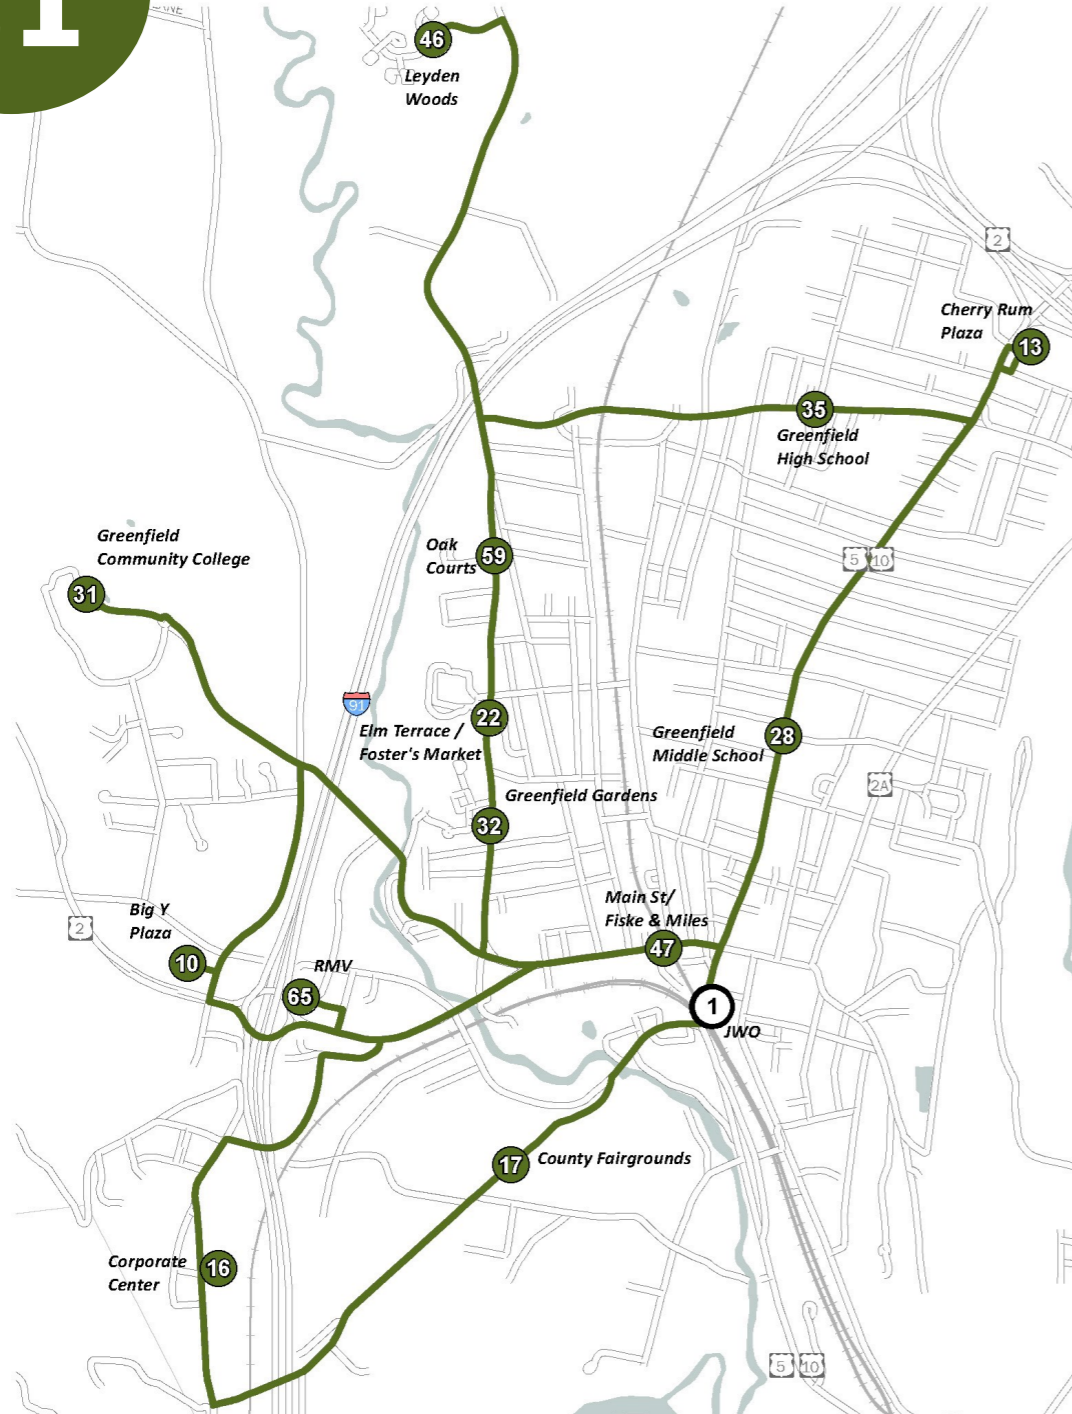 1
46
Leyden
Woods
2
Cherry Rum
Plaza
13
35
Greenfield
High School
Greenfield
Community College
31
Oak
Courts
59
5
10
91
22
Elm Terrace /
Foster's Market
Greenfield
Middle School
28
2A
Greenfield Gardens
32
Main St/
Fiske & Miles
47
Big Y
Plaza
2
10
RMV
65
1
JWO
17
County Fairgrounds
Corporate
Center
16
5
10